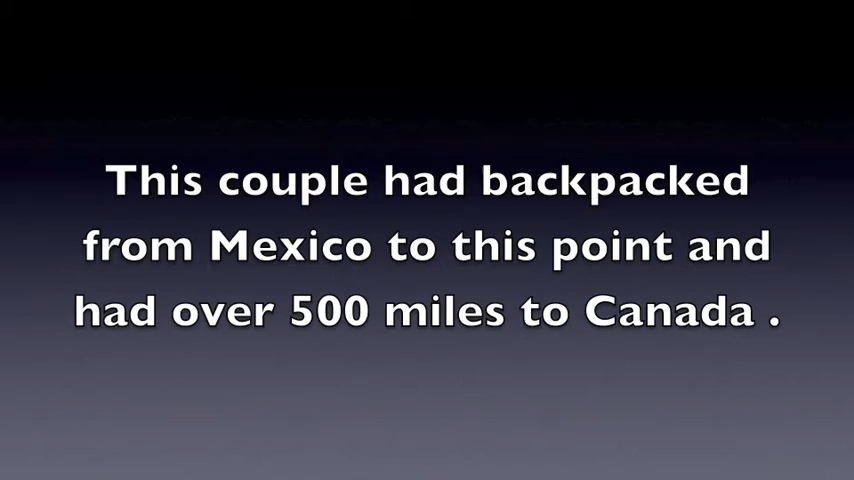 This couple had backpacked
from Mexico to this point and
had over 500 miles to Canada .